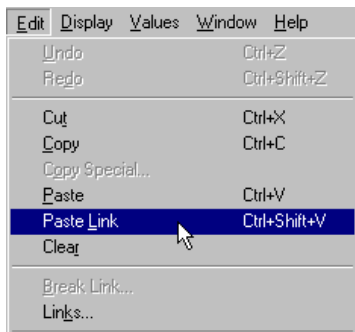 Edit Display Values Window Help
Undo Ctrl+Z
Redo Ctrl+Shift+Z
Cut Ctrl+X
Copy Ctrl+C
Copy Special...
Paste Ctrl+V
Paste Link Ctrl+Shift+V
Clear
Break Link...
Links...